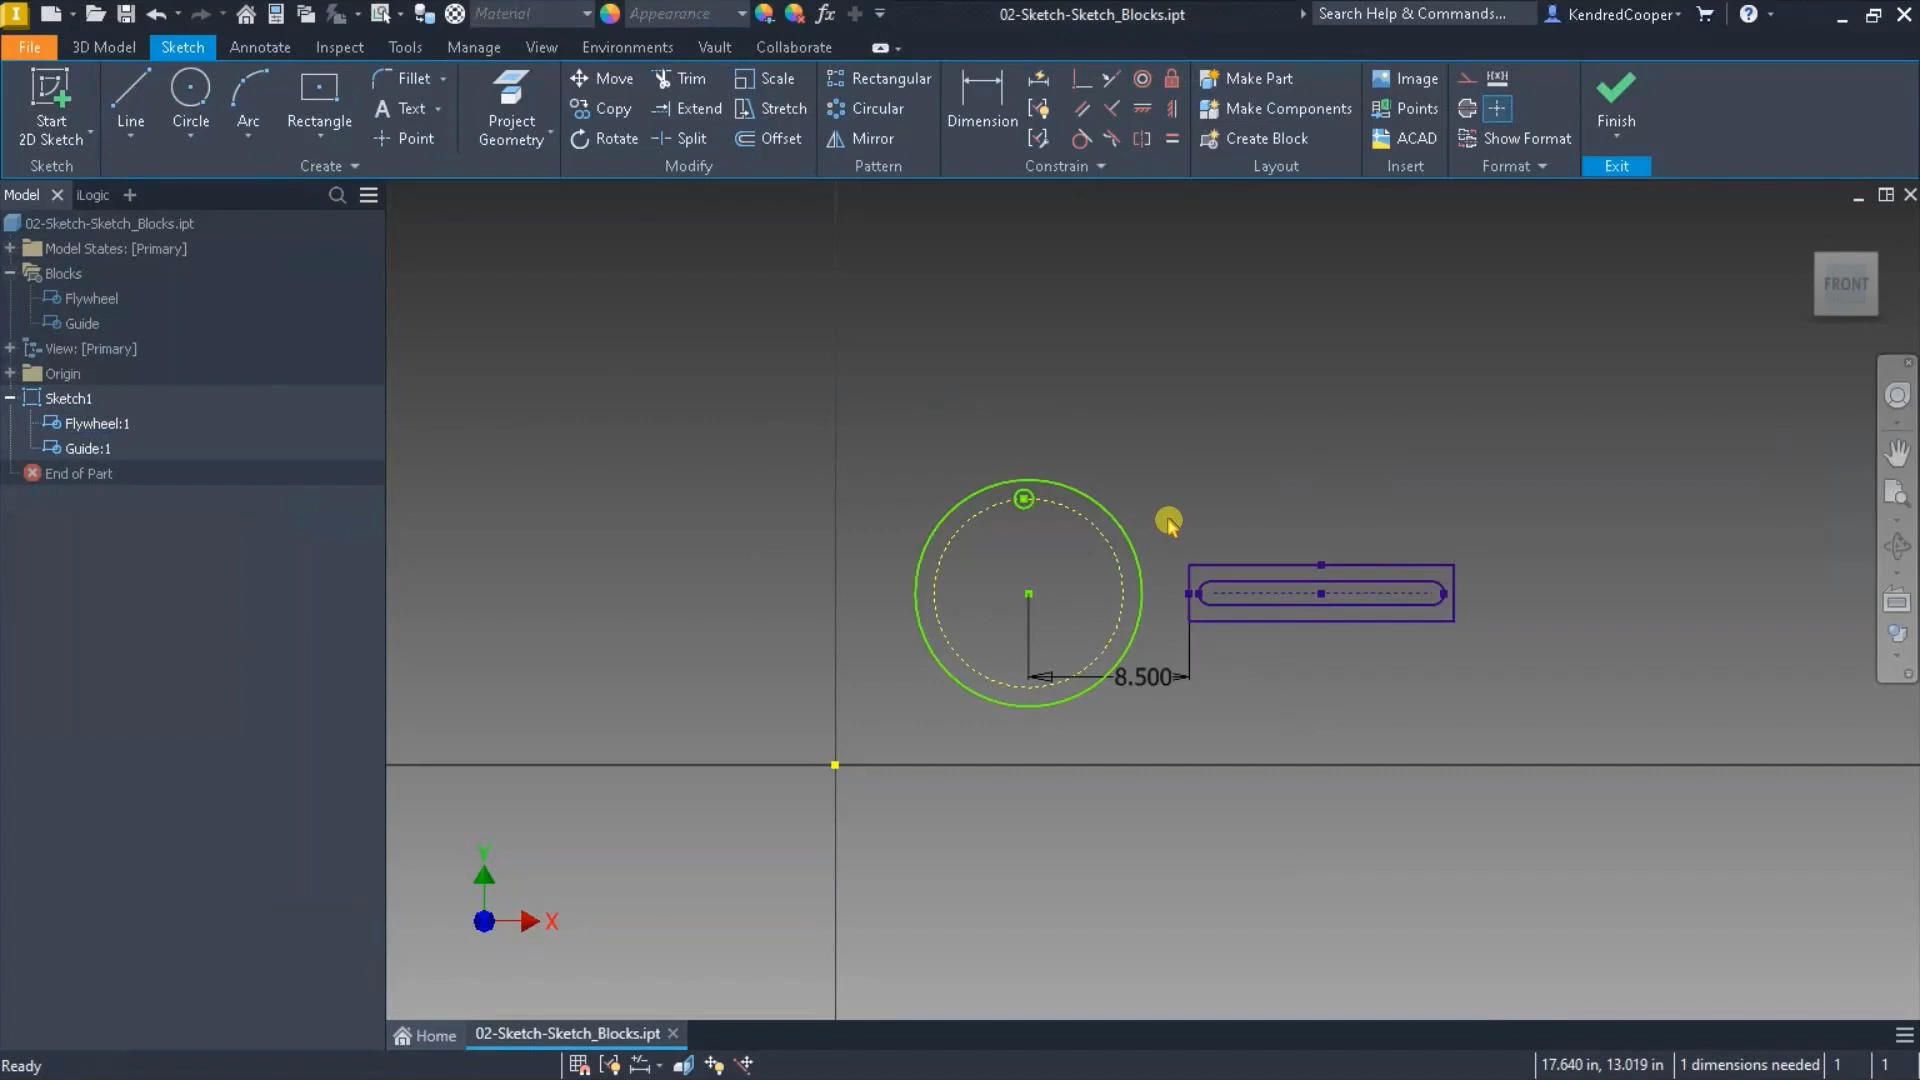 Material
Appearance
fx
02-Sketch-Sketch_Blocks.ipt
Search Help & Commands...
KendredCooper
File
3D Model
Sketch
Annotate
Inspect
Tools
Manage
View
Environments
Vault
Collaborate
Start
2D Sketch
Line
Circle
Arc
Rectangle
Fillet
Text
Point
Project
Geometry
Move
Copy
Rotate
Trim
Extend
Split
Scale
Stretch
Offset
Rectangular
Circular
Mirror
Dimension
Make Part
Make Components
Create Block
Image
Points
ACAD
Show Format
Finish
Sketch
Create
Modify
Pattern
Constrain
Layout
Insert
Format
Exit
Model
iLogic
02-Sketch-Sketch_Blocks.ipt
Model States: [Primary]
Blocks
Flywheel
Guide
View: [Primary]
Origin
Sketch1
Flywheel:1
Guide:1
End of Part
FRONT
8.500
Y
X
Home
02-Sketch-Sketch_Blocks.ipt
Ready
17.640 in, 13.019 in
1 dimensions needed
1
1